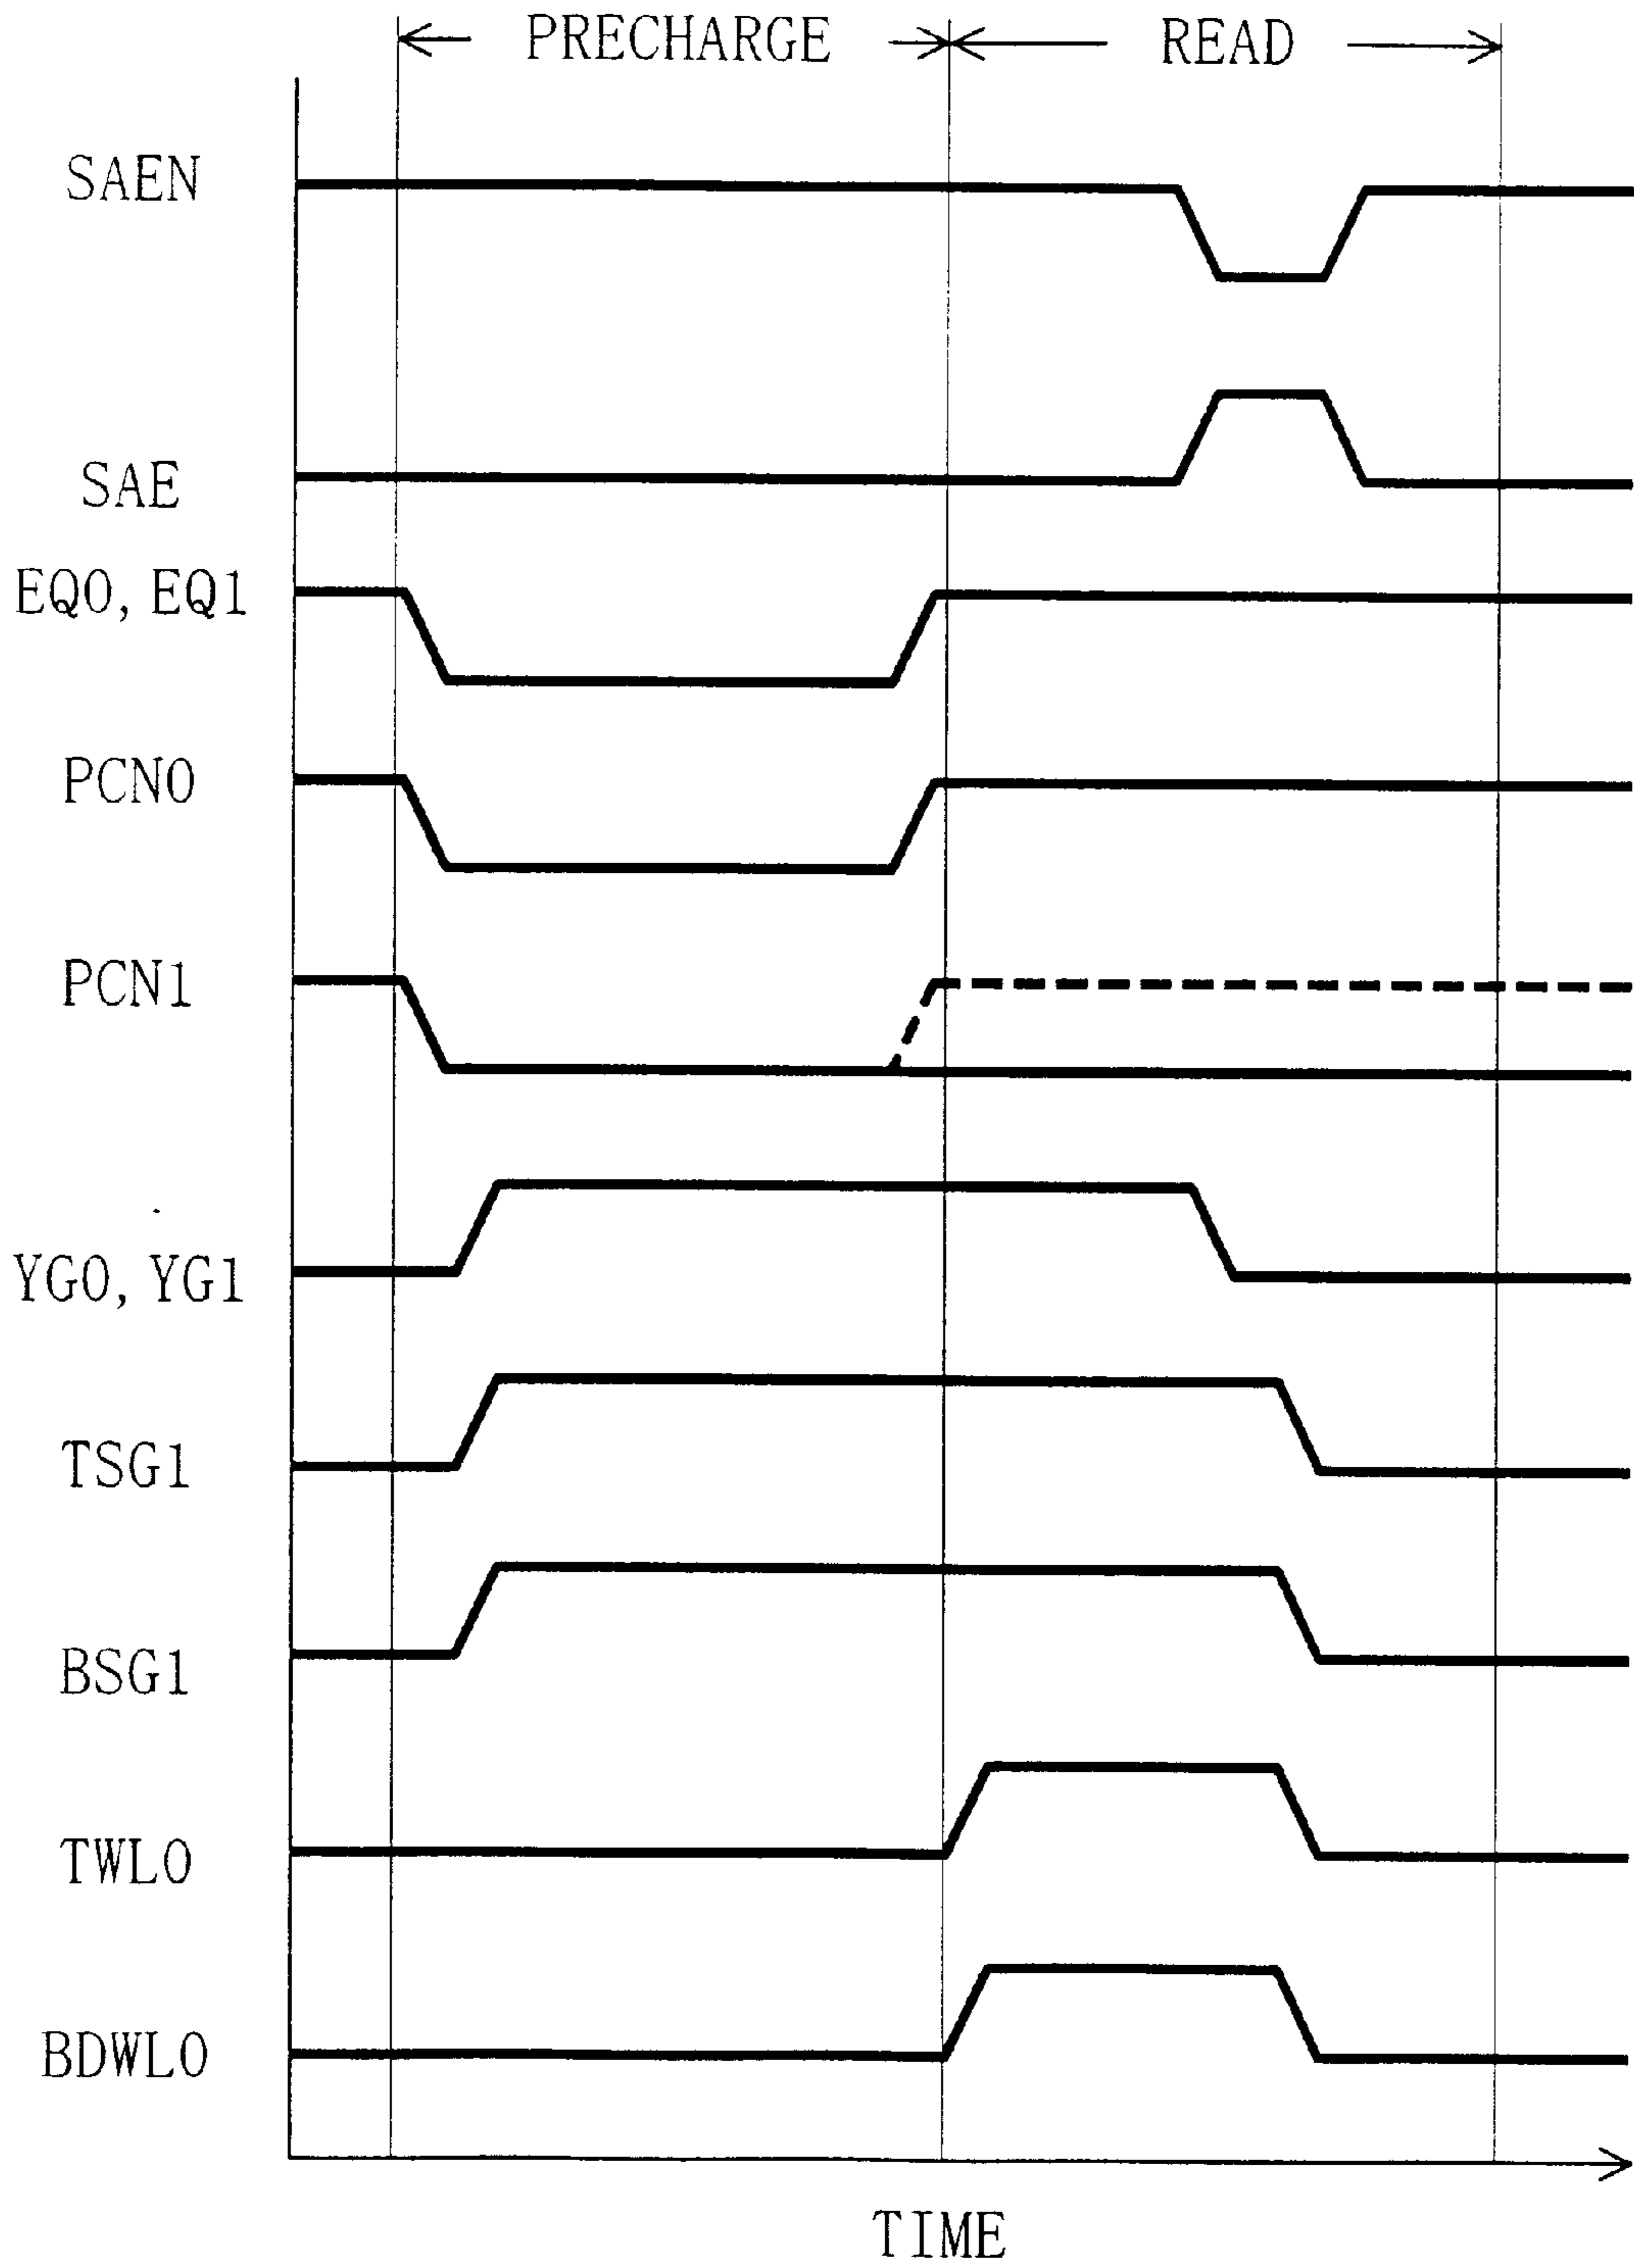 PRECHARGE READ
SAEN
SAE
EQ0, EQ1
PCN0
PCN1
YG0, YG1
TSG1
BSG1
TWL0
BDWL0
TIME